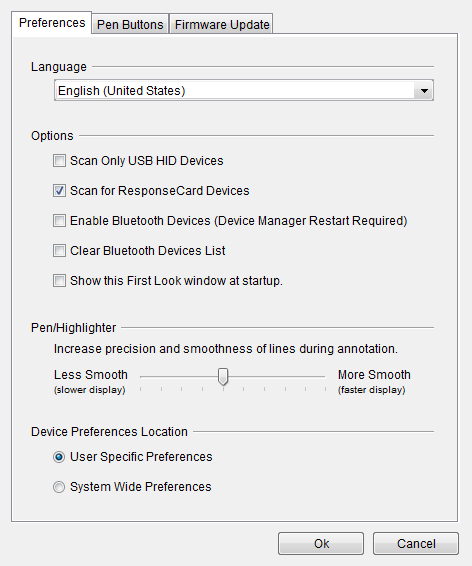 Preferences
Pen Buttons
Firmware Update
Language
English (United States)
Options
Scan Only USB HID Devices
Scan for ResponseCard Devices
Enable Bluetooth Devices (Device Manager Restart Required)
Clear Bluetooth Devices List
Show this First Look window at startup.
Pen/Highlighter
Increase precision and smoothness of lines during annotation.
Less Smooth
(slower display)
More Smooth
(faster display)
Device Preferences Location
User Specific Preferences
System Wide Preferences
Ok
Cancel